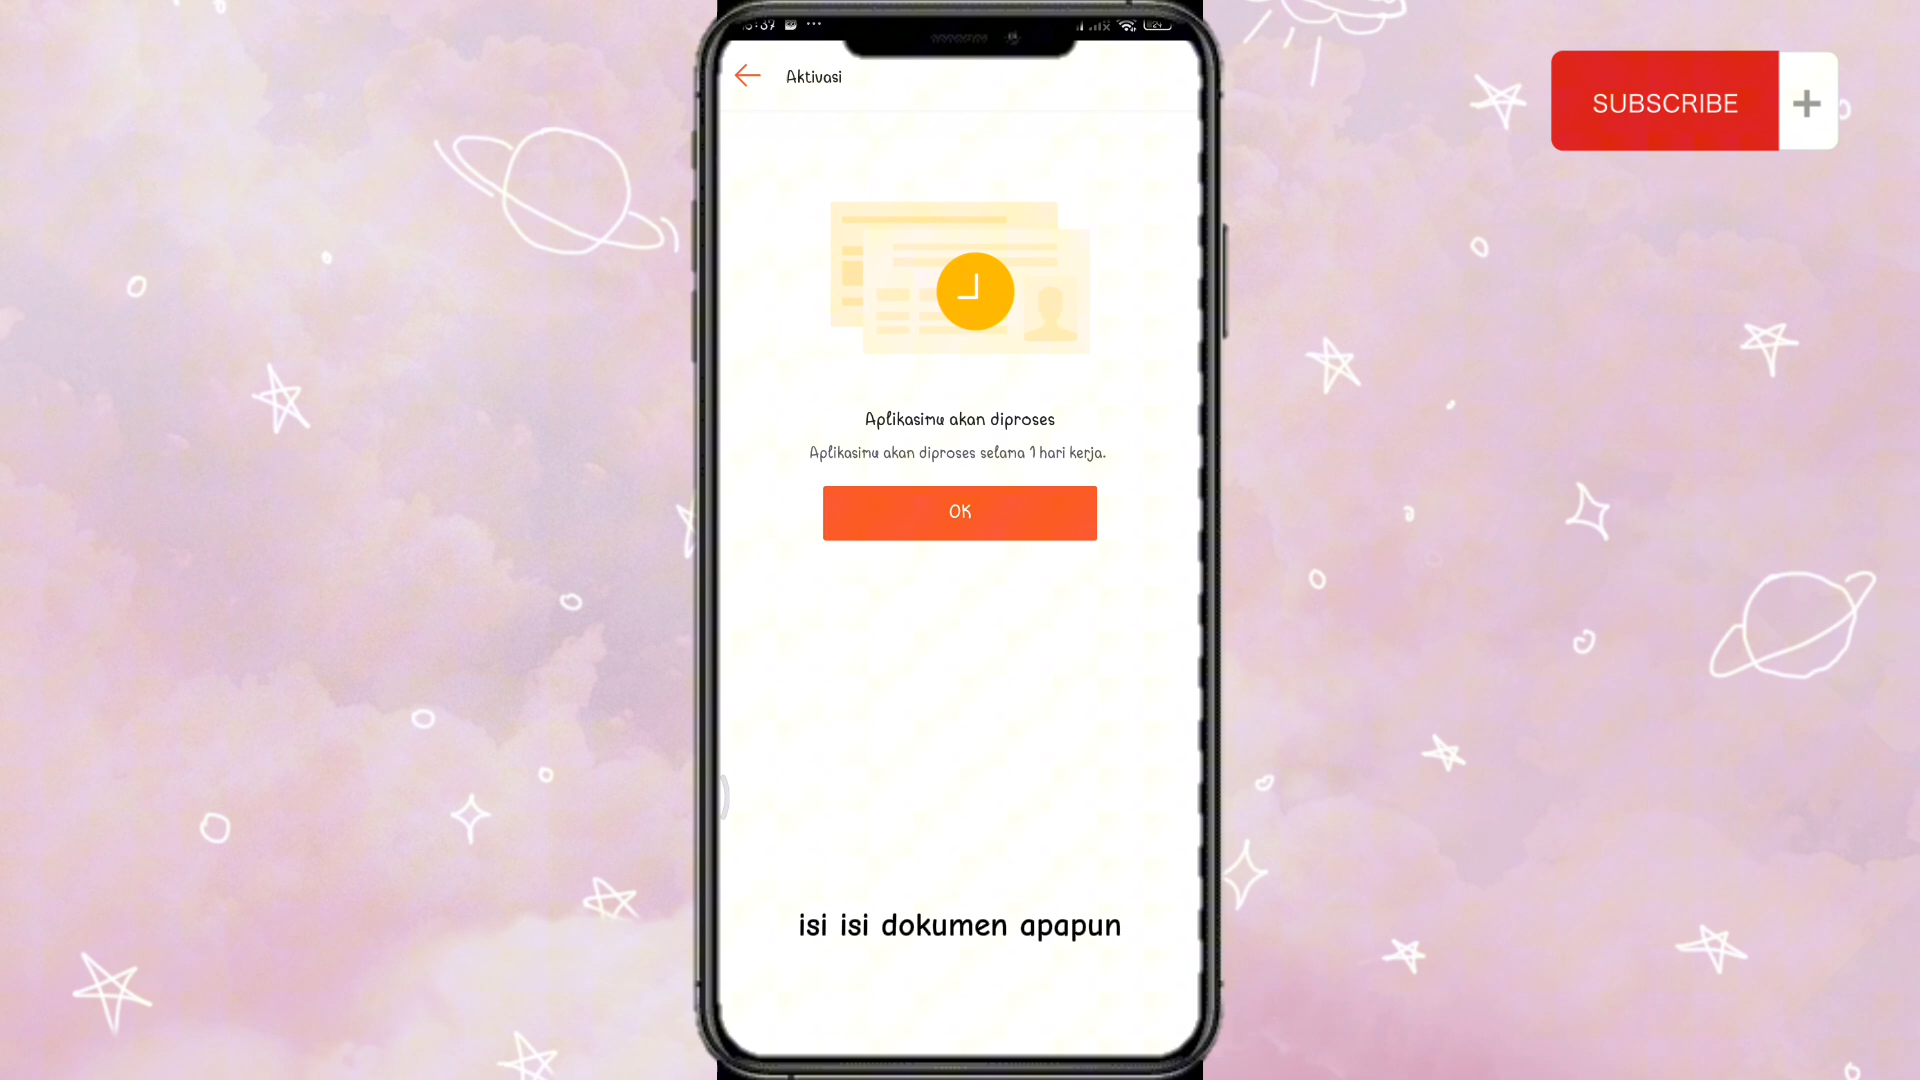 Aktivasi
SUBSCRIBE +
Aplikasimu akan diproses
Aplikasimu akan diproses selama 1 hari kerja.
OK
isi isi dokumen apapun